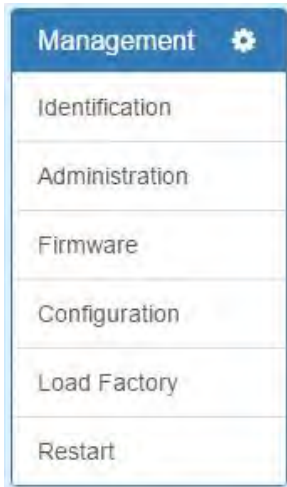 Management
Identification
Administration
Firmware
Configuration
Load Factory
Restart